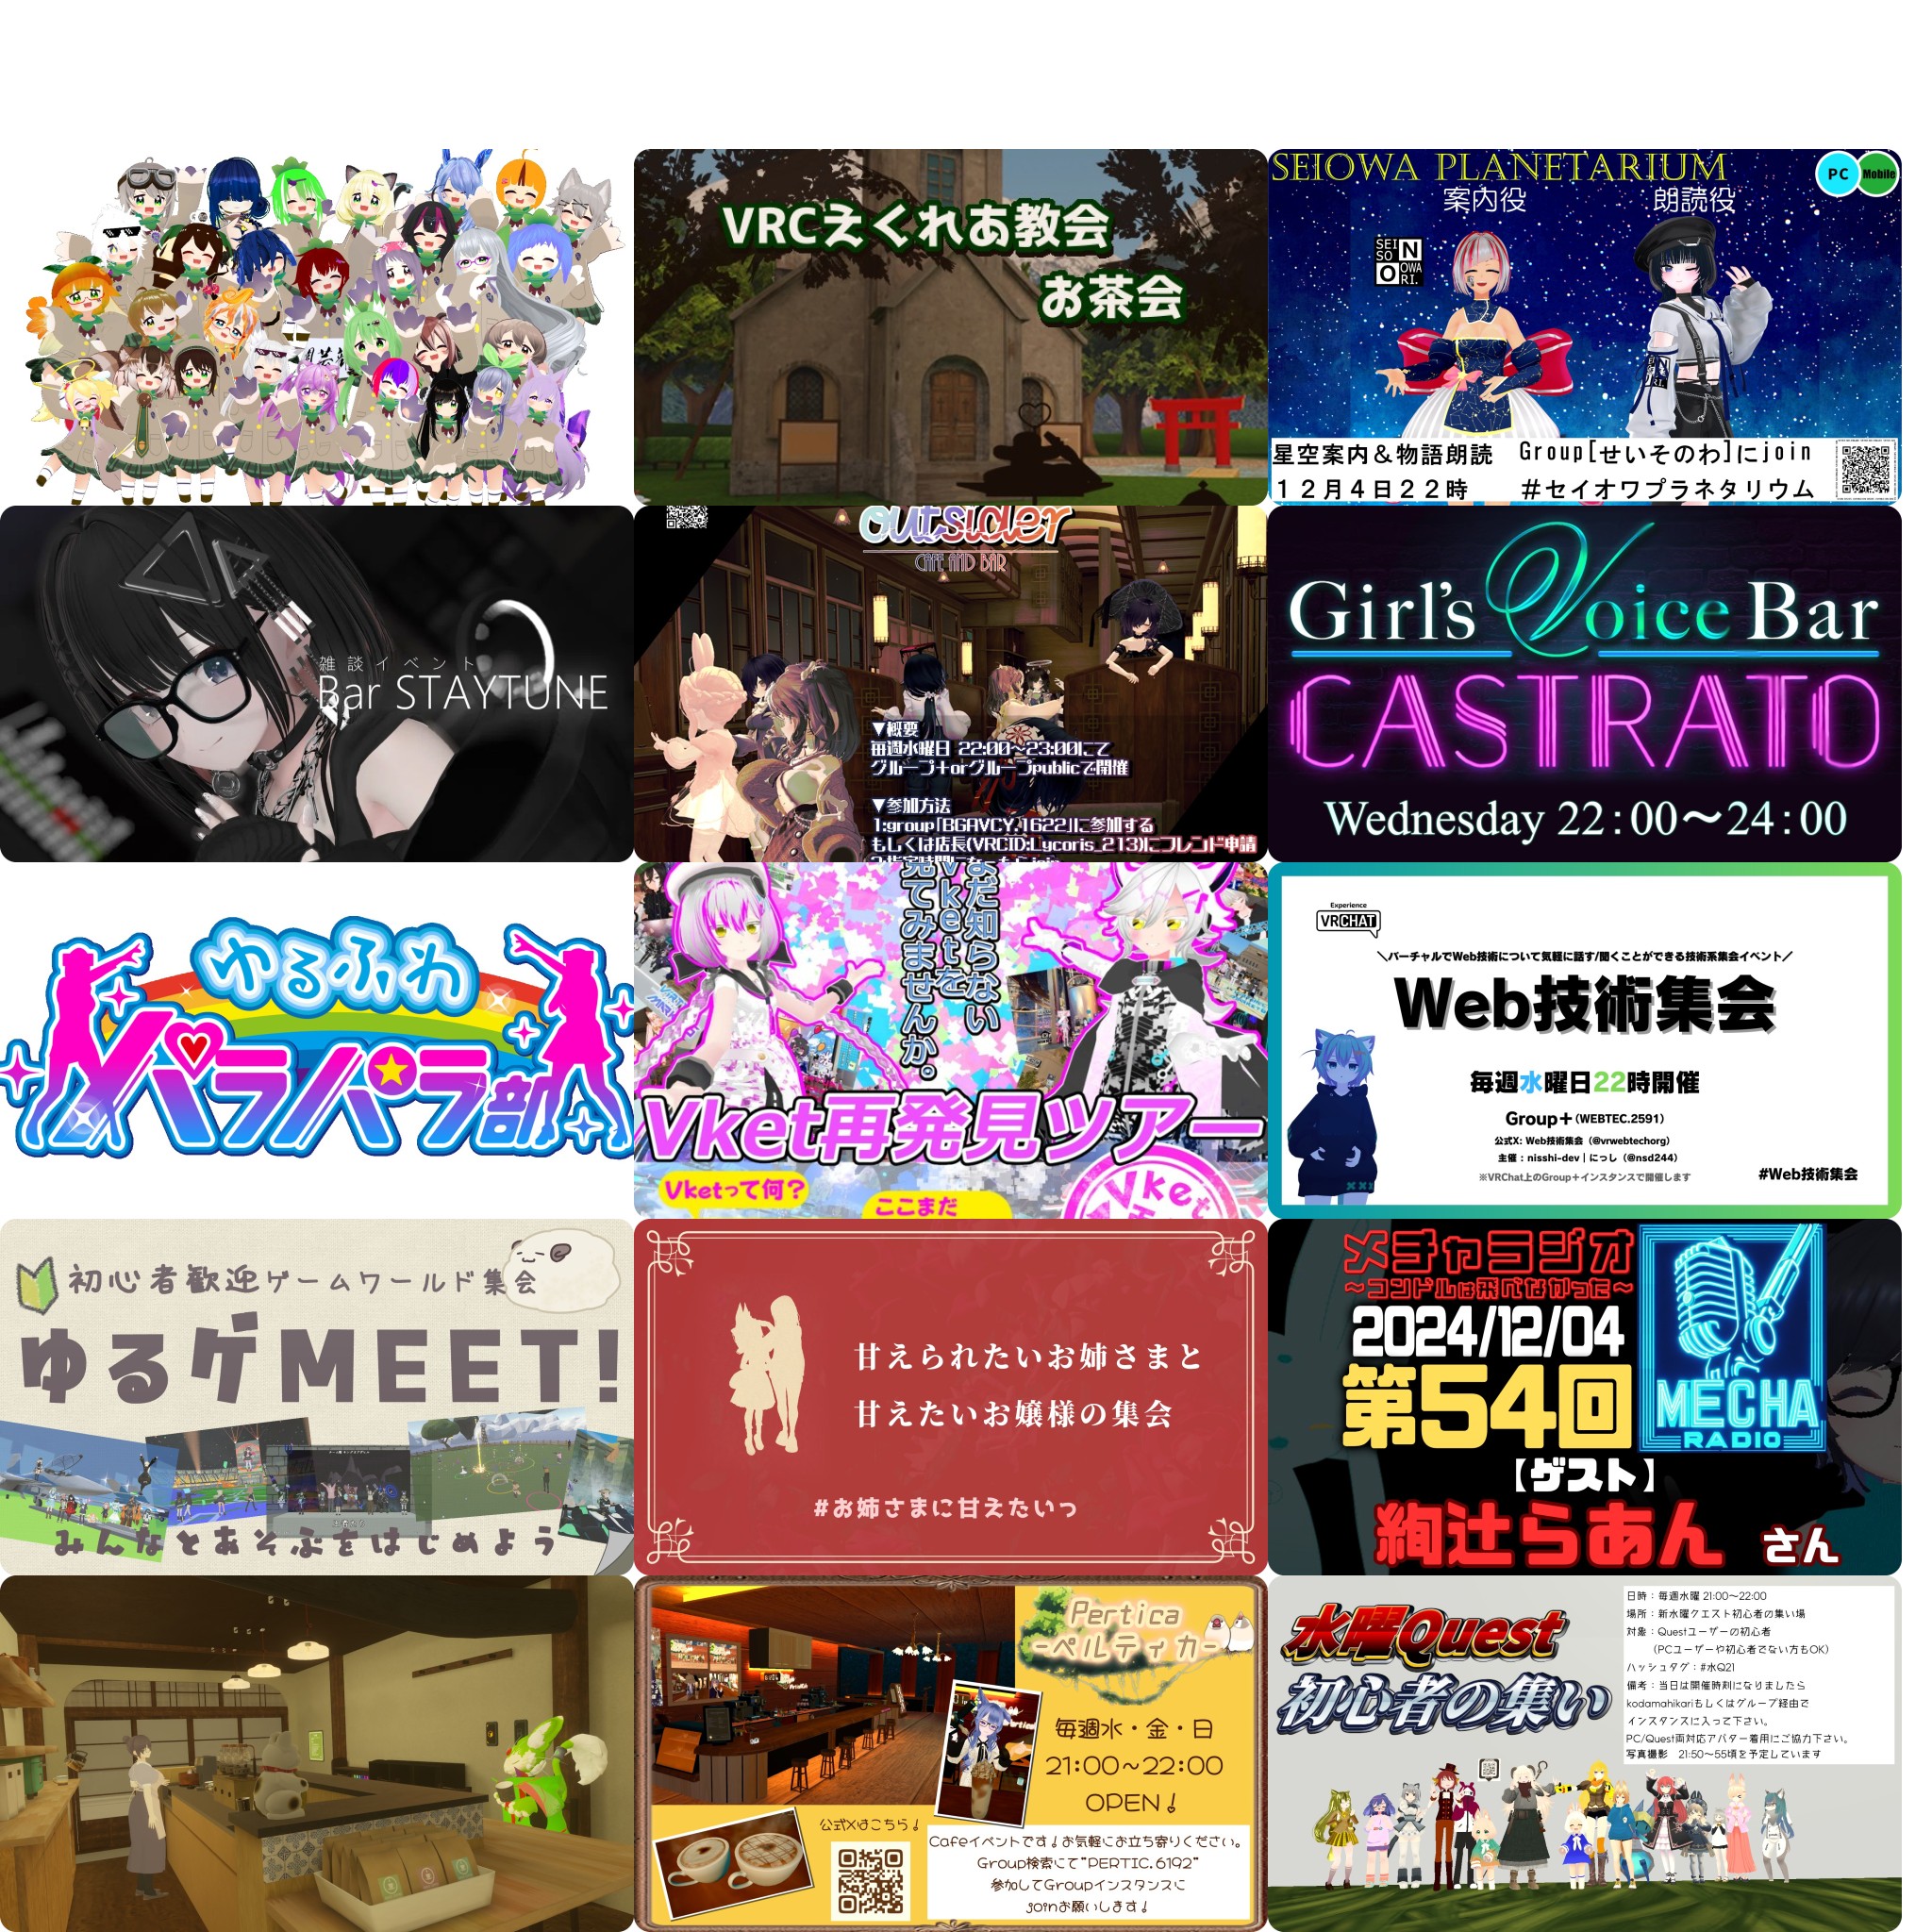 VRCえくれあ教会
お茶会
SEIOWA PLANETARIUM
PC
Mobile
案内役
朗読役
SEI
SO
N
O
OWA
RI.
星空案内&物語朗読
Group[せいそのわ]にjoin
12月4日22時
#セイオワプラネタリウム
雑談イベント
Bar STAYTUNE
Outsider
CAFE AND BAR
▼概要
毎週水曜日 22:00~23:00にて
グループ+orグループpublicで開催
▼参加方法
1:group「BGAVCY.1622」に参加する
もしくは店長(VRCID:Lycoris_213)にフレンド申請
Girl's Voice Bar
CASTRATO
Wednesday 22:00~24:00
ゆるふわ
パラパラ部
まだ知らない
Vketを
見てみませんか。
Vket再発見ツアー
Vketって何?
ここまだ
Vket
Experience
VRCHAT
\バーチャルでWeb技術について気軽に話す/聞くことができる技術系集会イベント/
Web技術集会
毎週水曜日22時開催
Group+(WEBTEC.2591)
公式X: Web技術集会(@vrwebtechorg)
主催:nisshi-dev | にっし(@nsd244)
※VRChat上のGroup+インスタンスで開催します
#Web技術集会
初心者歓迎ゲームワールド集会
ゆるゲMEET!
みんなとあそぶをはじめよう
甘えられたいお姉さまと
甘えたいお嬢様の集会
#お姉さまに甘えたいっ
メチャラジオ
~コンドルは飛べなかった~
2024/12/04
第54回
MECHA
RADIO
【ゲスト】
絢辻らあん さん
Pertica
-ペルティカ-
毎週水・金・日
21:00~22:00
OPEN!
公式Xはこちら!
Cafeイベントです!お気軽にお立ち寄りください。
Group検索にて"PERTIC.6192"
参加してGroupインスタンスに
joinお願いします!
水曜Quest
初心者の集い
日時:毎週水曜 21:00~22:00
場所:新水曜クエスト初心者の集い場
対象:Questユーザーの初心者
(PCユーザーや初心者でない方もOK)
ハッシュタグ:#水Q21
備考:当日は開催時刻になりましたら
kodamahikariもしくはグループ経由で
インスタンスに入って下さい。
PC/Quest両対応アバター着用にご協力下さい。
写真撮影 21:50~55頃を予定しています